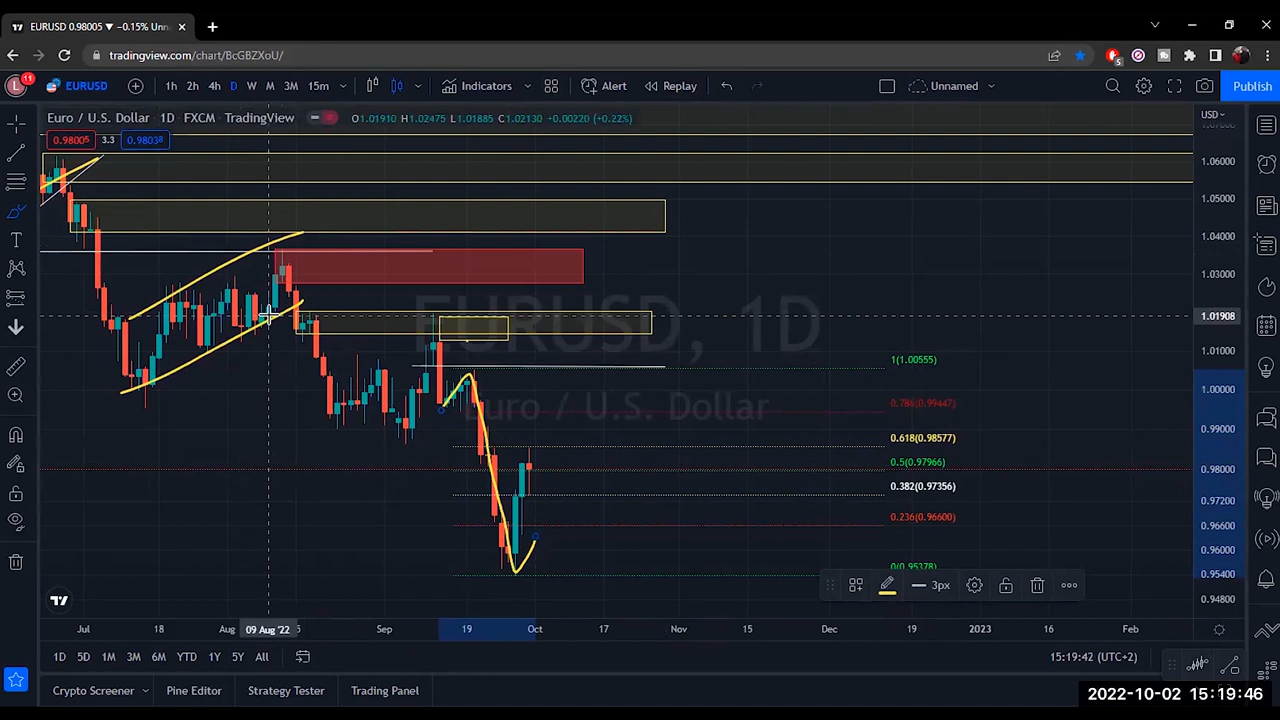 EURUSD 0.98005 ▼ −0.15% Unn
tradingview.com/chart/BcGBZXoU/
5
L 11 EURUSD 1h 2h 4h D W M 3M 15m Indicators Alert Replay Unnamed Publish
Euro / U.S. Dollar · 1D · FXCM · TradingView O1.01910 H1.02475 L1.01885 C1.02130 +0.00220 (+0.22%) USD
0.98005 3.3 0.98038
1.06000
1.05000
1.04000
1.03000
1.01908
EURUSD, 1D
1.01000
1(1.00555)
1.00000
0.786(0.99447)
Euro / U.S. Dollar
0.99000
0.618(0.98577)
0.5(0.97966)
0.98000
0.382(0.97356)
0.97200
0.236(0.96600)
0.96600
0.96000
0(0.95378)
0.95400
3px
0.94800
Jul 18 Aug 09 Aug '22 Sep 19 Oct 17 Nov 15 Dec 19 2023 16 Feb
1D 5D 1M 3M 6M YTD 1Y 5Y All 15:19:42 (UTC+2)
Crypto Screener Pine Editor Strategy Tester Trading Panel
2022-10-02 15:19:46